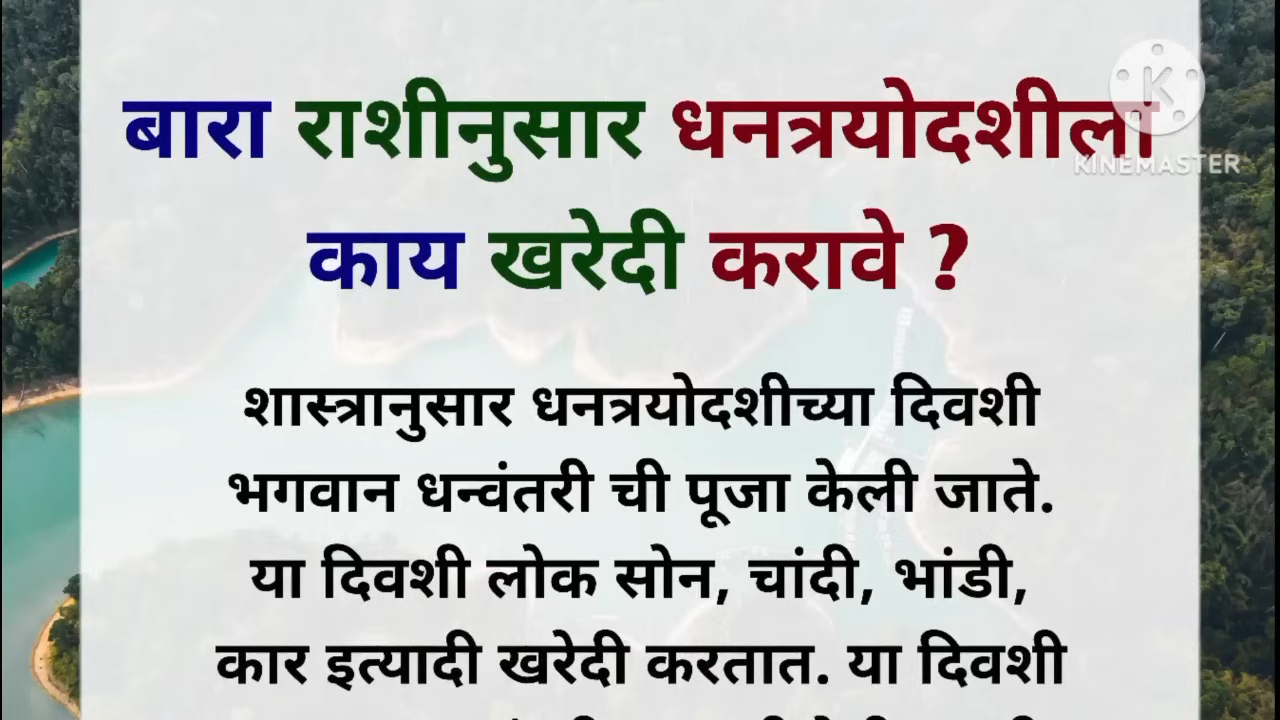 बारा राशीनुसार धनत्रयोदशीला
काय खरेदी करावे ?
K
KINEMASTER
शास्त्रानुसार धनत्रयोदशीच्या दिवशी
भगवान धन्वंतरी ची पूजा केली जाते.
या दिवशी लोक सोन, चांदी, भांडी,
कार इत्यादी खरेदी करतात. या दिवशी